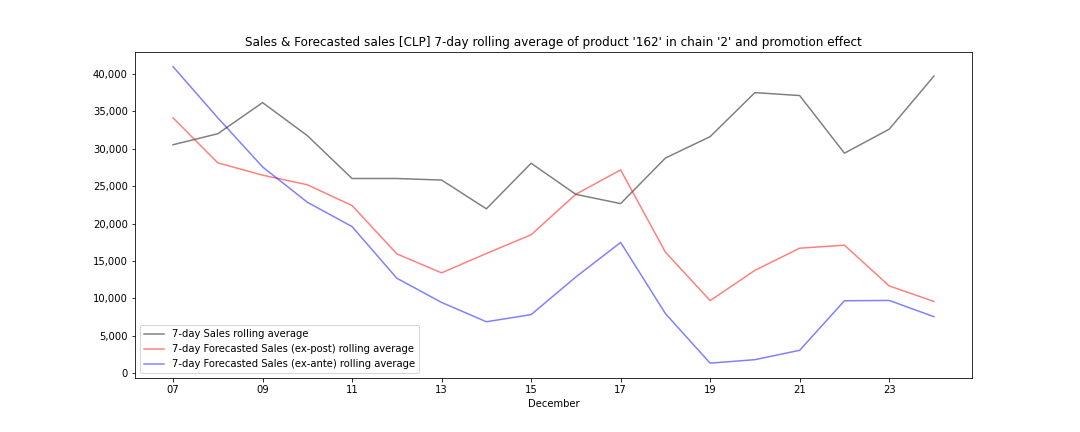 Sales & Forecasted sales [CLP] 7-day rolling average of product '162' in chain '2' and promotion effect
40,000
35,000
30,000
25,000
20,000
15,000
10,000
5,000
0
7-day Sales rolling average
7-day Forecasted Sales (ex-post) rolling average
7-day Forecasted Sales (ex-ante) rolling average
07 09 11 13 15 17 19 21 23
December